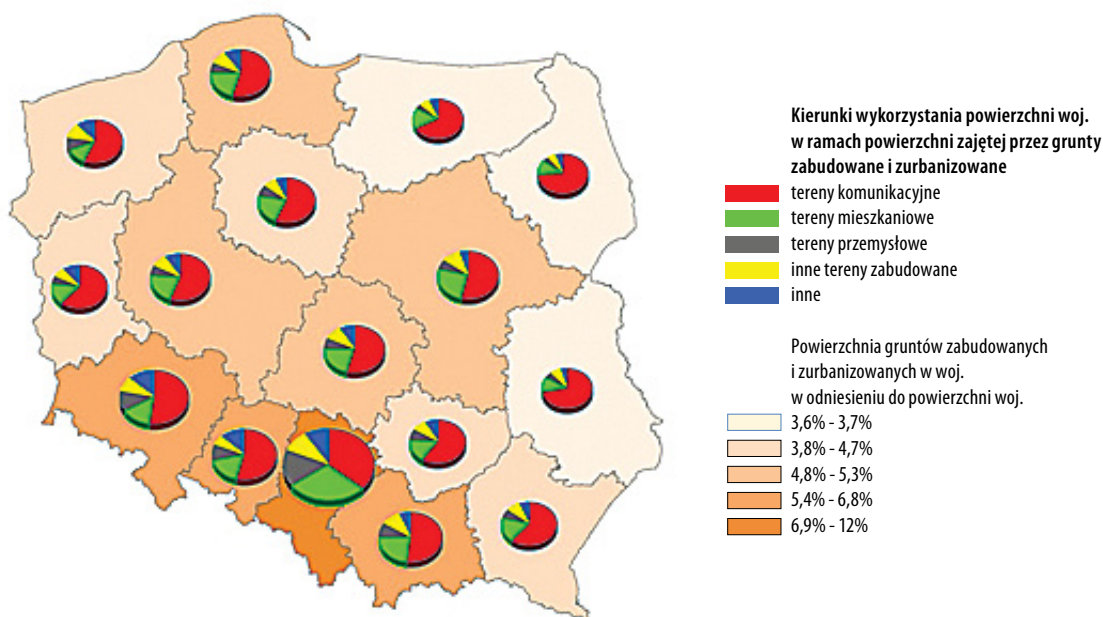 Kierunki wykorzystania powierzchni woj.
w ramach powierzchni zajętej przez grunty
zabudowane i zurbanizowane
tereny komunikacyjne
tereny mieszkaniowe
tereny przemysłowe
inne tereny zabudowane
inne
Powierzchnia gruntów zabudowanych
i zurbanizowanych w woj.
w odniesieniu do powierzchni woj.
3,6% - 3,7%
3,8% - 4,7%
4,8% - 5,3%
5,4% - 6,8%
6,9% - 12%